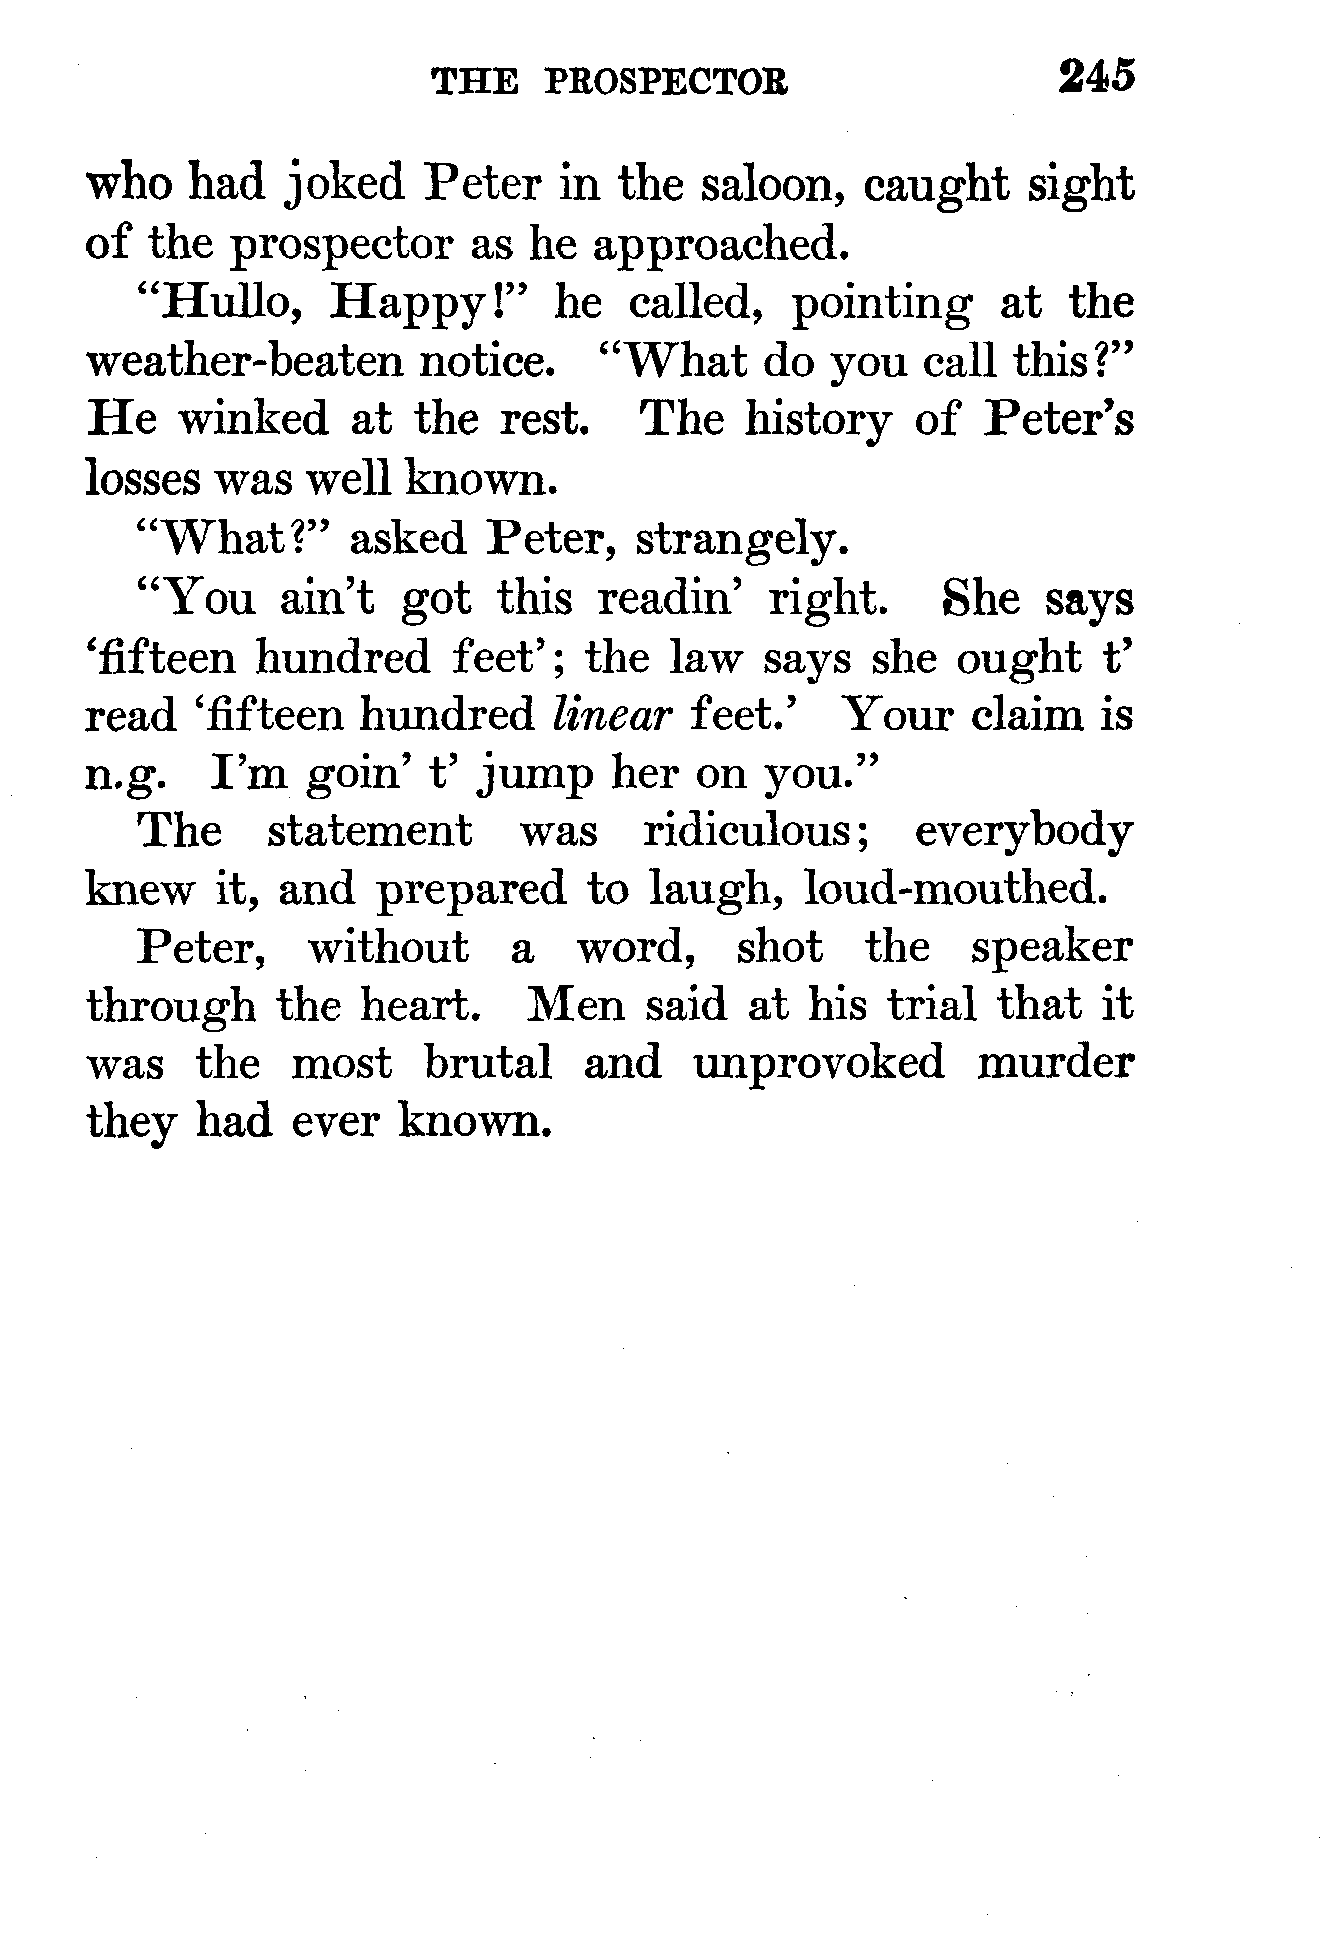 THE PROSPECTOR 245
who had joked Peter in the saloon, caught sight
of the prospector as he approached.
“Hullo, Happy!” he called, pointing at the
weather-beaten notice. “What do you call this?”
He winked at the rest. The history of Peter’s
losses was well known.
“What?” asked Peter, strangely.
“You ain’t got this readin’ right. She says
‘fifteen hundred feet’; the law says she ought t’
read ‘fifteen hundred linear feet.’ Your claim is
n.g. I’m goin’ t’ jump her on you.”
The statement was ridiculous; everybody
knew it, and prepared to laugh, loud-mouthed.
Peter, without a word, shot the speaker
through the heart. Men said at his trial that it
was the most brutal and unprovoked murder
they had ever known.